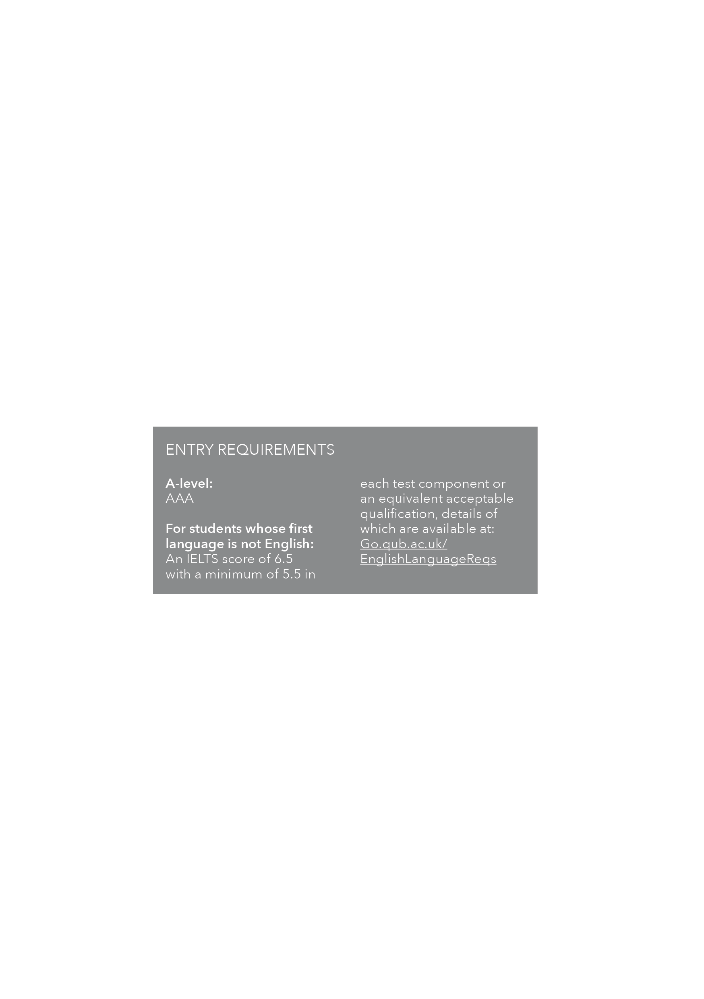 ENTRY REQUIREMENTS
A-level:
AAA
For students whose first
language is not English:
An IELTS score of 6.5
with a minimum of 5.5 in
each test component or
an equivalent acceptable
qualification, details of
which are available at:
Go.qub.ac.uk/
EnglishLanguageReqs